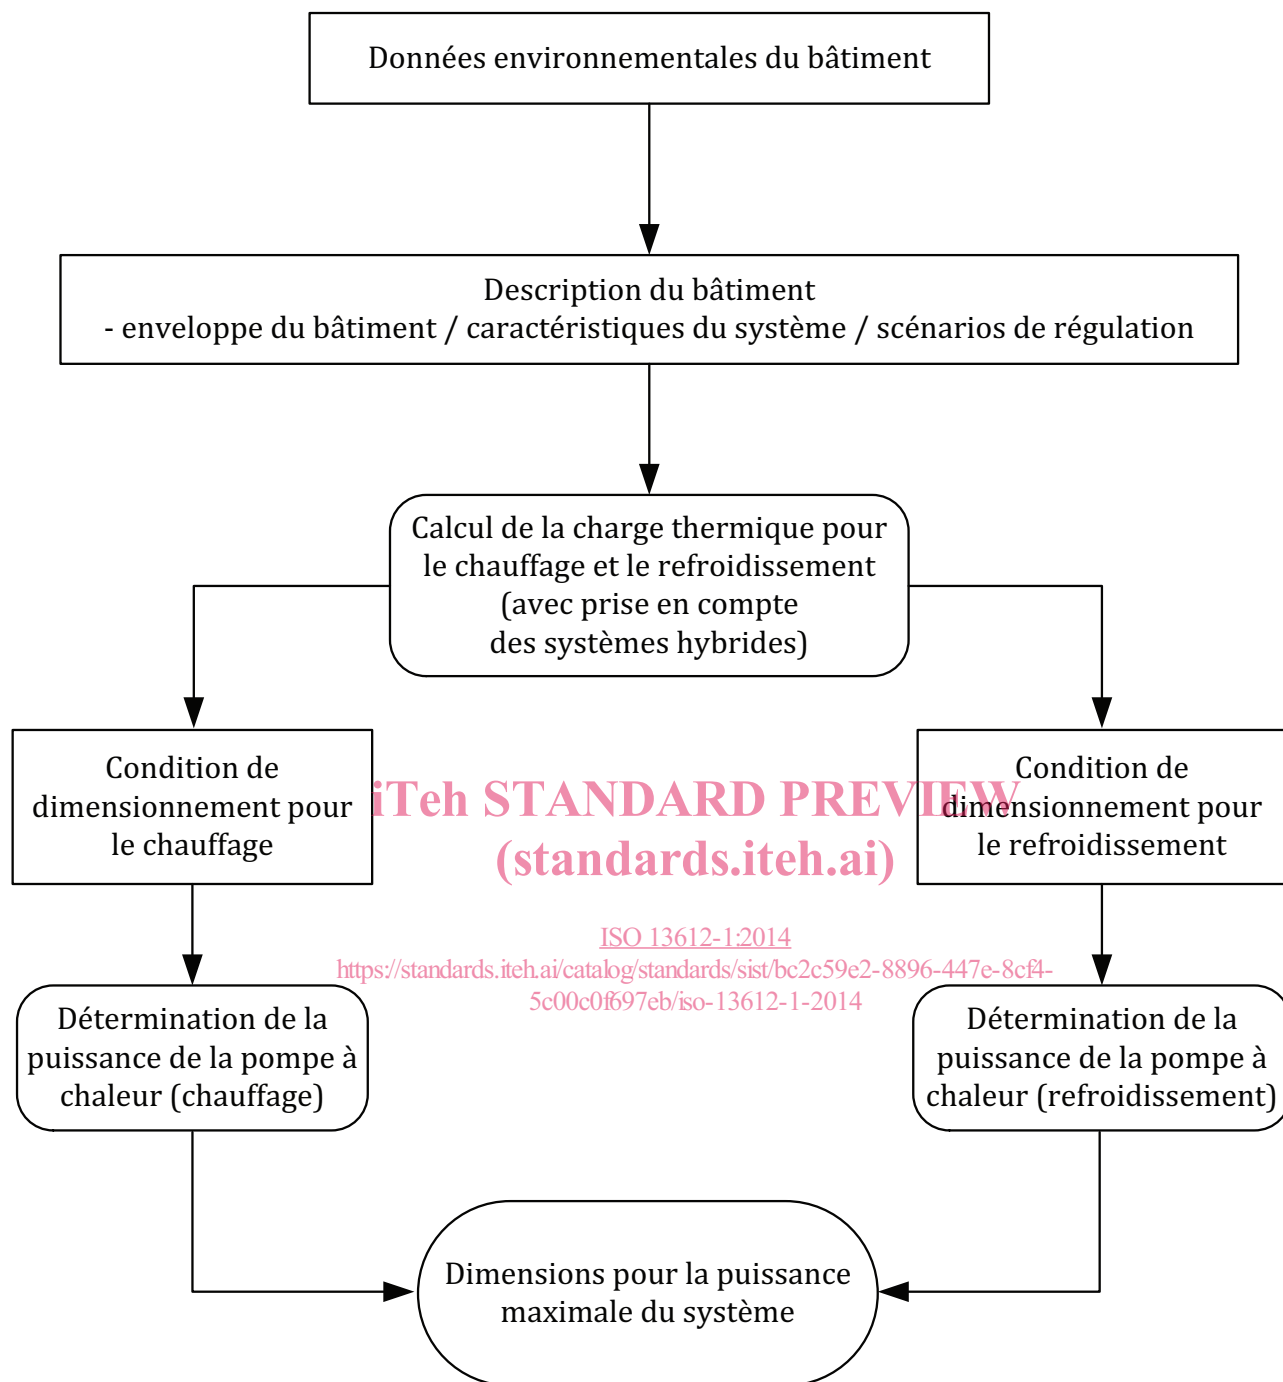 Données environnementales du bâtiment
Description du bâtiment
- enveloppe du bâtiment / caractéristiques du système / scénarios de régulation
Calcul de la charge thermique pour
le chauffage et le refroidissement
(avec prise en compte
des systèmes hybrides)
Condition de
dimensionnement pour
le chauffage
Condition de
dimensionnement pour
le refroidissement
iTeh STANDARD PREVIEW
(standards.iteh.ai)
ISO 13612-1:2014
https://standards.iteh.ai/catalog/standards/sist/bc2c59e2-8896-447e-8cf4-
5c00c0f697eb/iso-13612-1-2014
Détermination de la
puissance de la pompe à
chaleur (chauffage)
Détermination de la
puissance de la pompe à
chaleur (refroidissement)
Dimensions pour la puissance
maximale du système